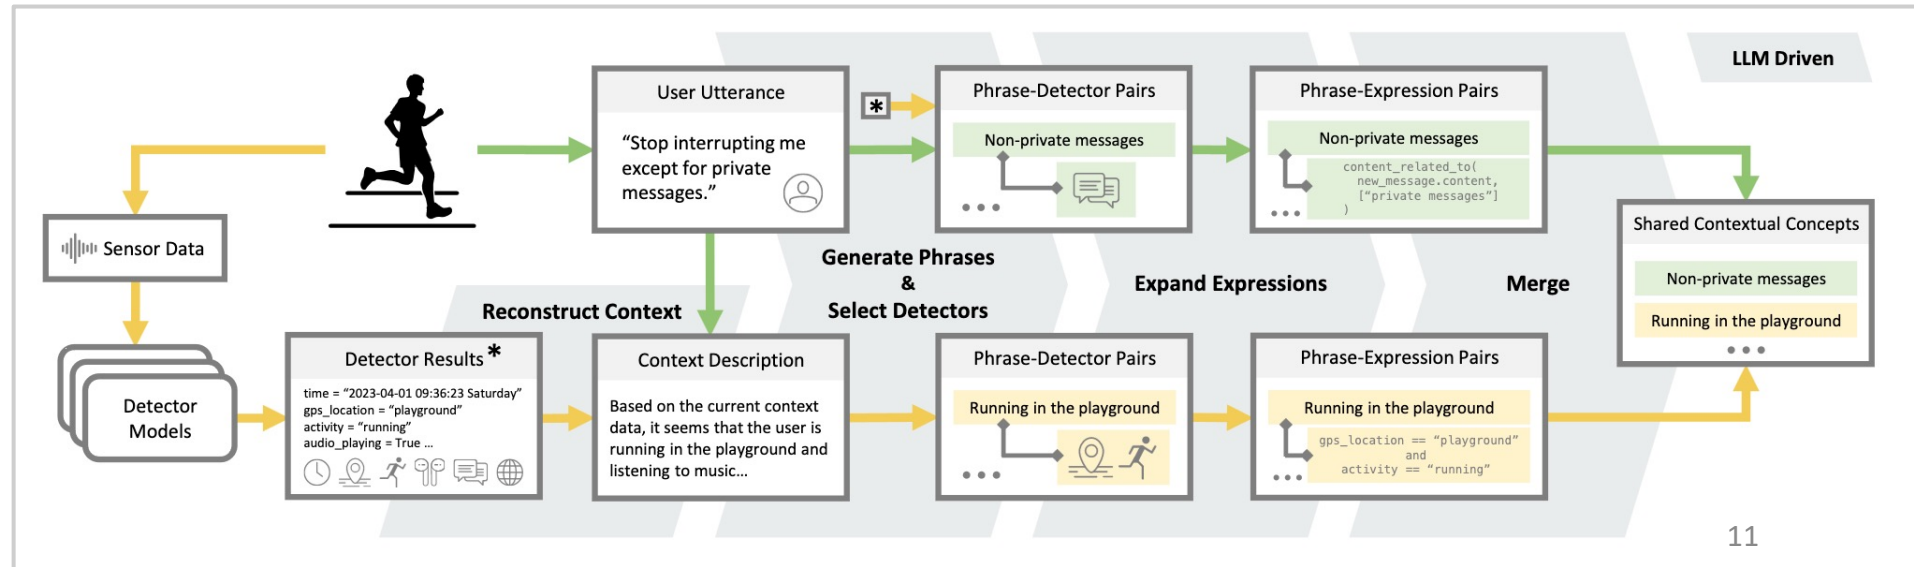 LLM Driven
User Utterance
“Stop interrupting me
except for private
messages.”
*
Phrase-Detector Pairs
Non-private messages
Phrase-Expression Pairs
Non-private messages
content_related_to(
new_message.content,
[“private messages”]
)
Sensor Data
Shared Contextual Concepts
Non-private messages
Running in the playground
Reconstruct Context
Generate Phrases
&
Select Detectors
Expand Expressions
Merge
Detector
Models
Detector Results*
time = “2023-04-01 09:36:23 Saturday”
gps_location = “playground”
activity = “running”
audio_playing = True ...
Context Description
Based on the current context
data, it seems that the user is
running in the playground and
listening to music...
Phrase-Detector Pairs
Running in the playground
Phrase-Expression Pairs
Running in the playground
gps_location == “playground”
and
activity == “running”
11